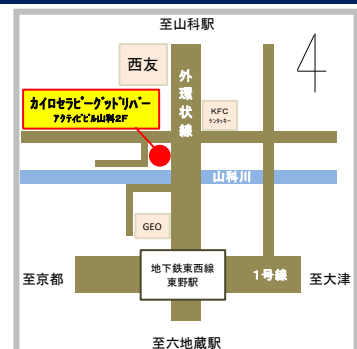 至山科駅
西友
外環状線
KFC
ケンタッキー
カイロセラピーグッドリバー
アクティビル山科2F
山科川
GEO
地下鉄東西線
東野駅
1号線
至京都
至大津
至六地蔵駅